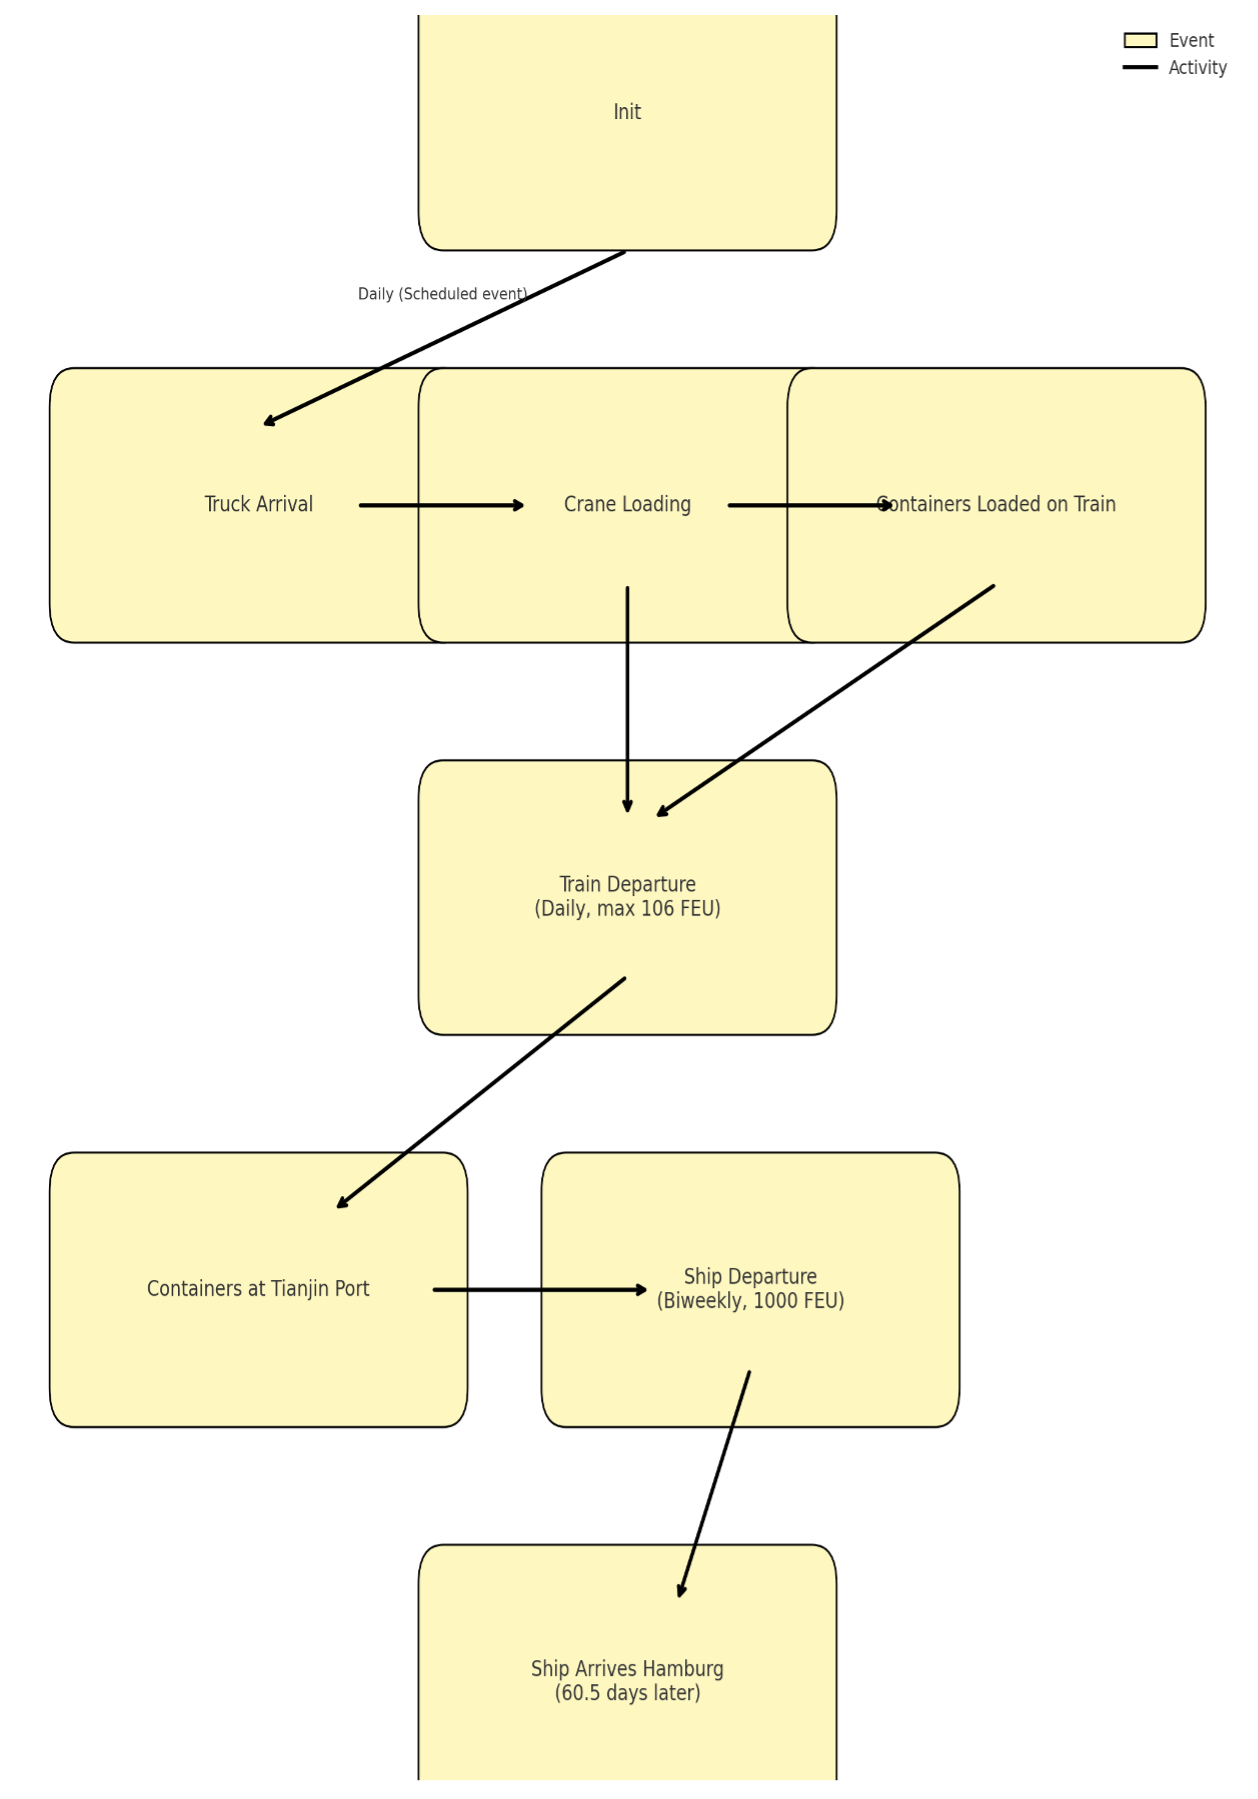 Event
Activity
Init
Daily (Scheduled event)
Truck Arrival
Crane Loading
Containers Loaded on Train
Train Departure
(Daily, max 106 FEU)
Containers at Tianjin Port
Ship Departure
(Biweekly, 1000 FEU)
Ship Arrives Hamburg
(60.5 days later)